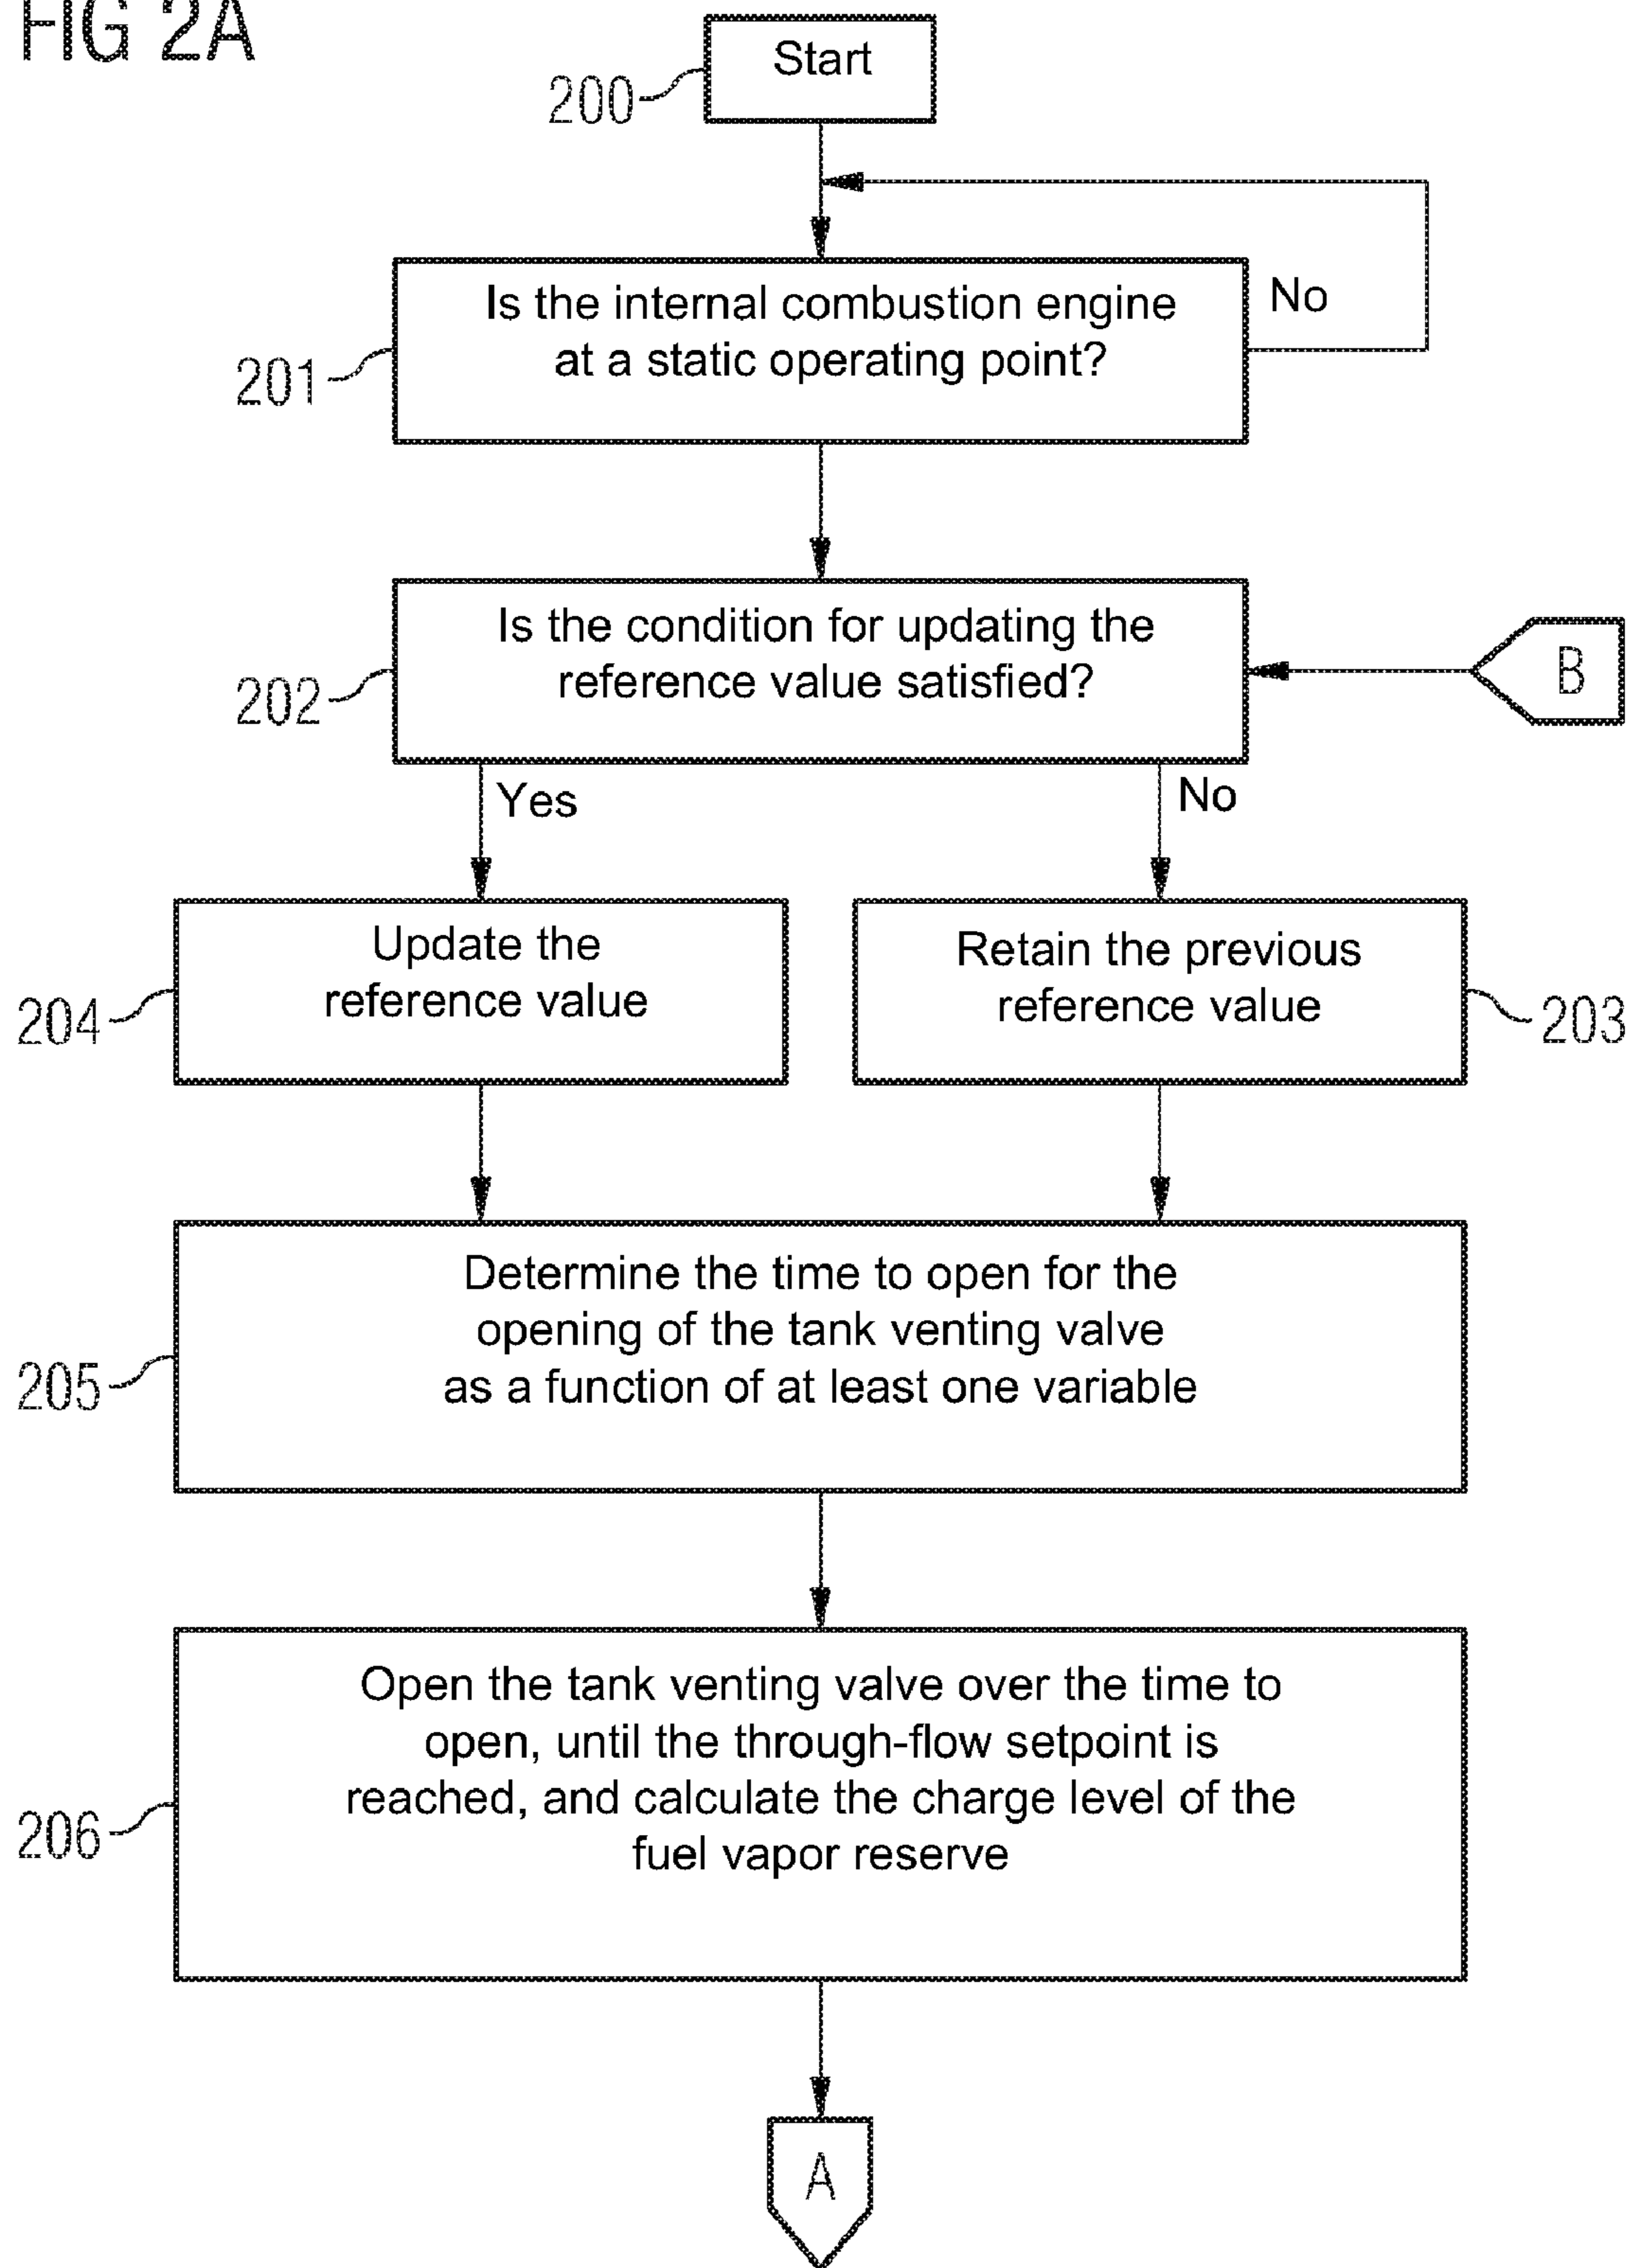 FIG 2A
Start
200
Is the internal combustion engine
at a static operating point?
No
201
Is the condition for updating the
reference value satisfied?
202
B
Yes
No
Update the
reference value
204
Retain the previous
reference value
203
Determine the time to open for the
opening of the tank venting valve
as a function of at least one variable
205
Open the tank venting valve over the time to
open, until the through-flow setpoint is
reached, and calculate the charge level of the
fuel vapor reserve
206
A